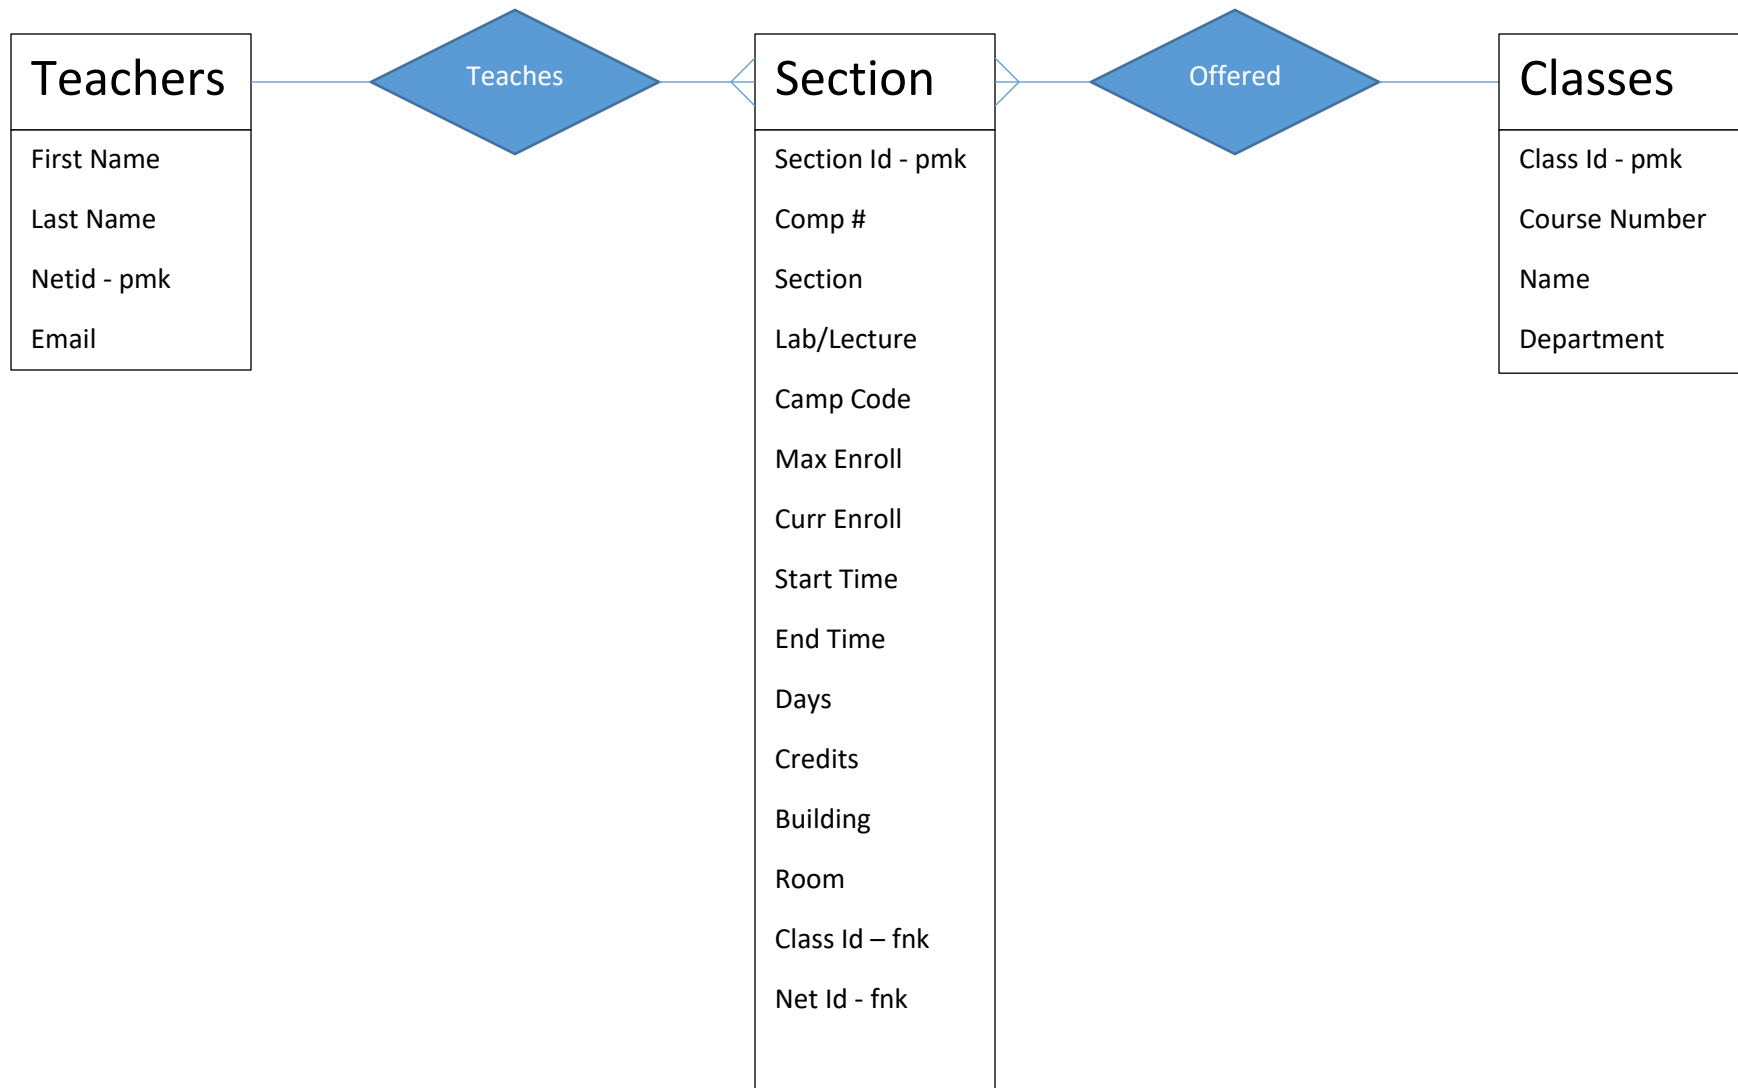 Teachers
First Name
Last Name
Netid - pmk
Email
Teaches
Section
Section Id - pmk
Comp #
Section
Lab/Lecture
Camp Code
Max Enroll
Curr Enroll
Start Time
End Time
Days
Credits
Building
Room
Class Id – fnk
Net Id - fnk
Offered
Classes
Class Id - pmk
Course Number
Name
Department